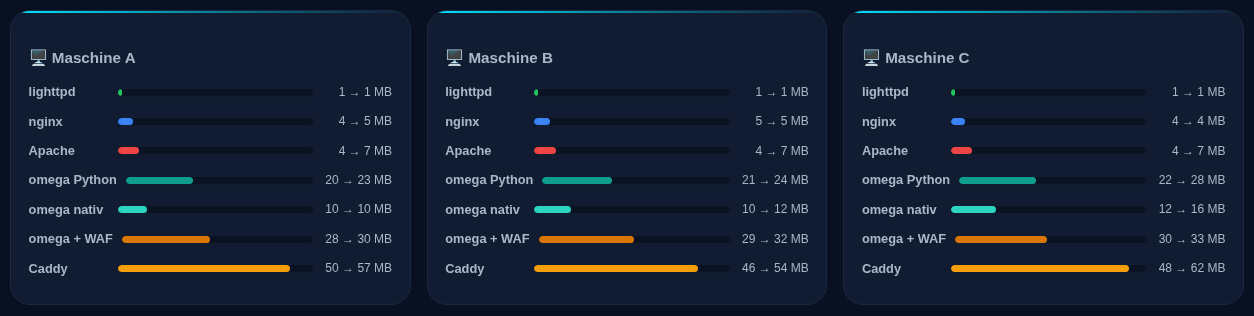 Maschine A
lighttpd 1 → 1 MB
nginx 4 → 5 MB
Apache 4 → 7 MB
omega Python 20 → 23 MB
omega nativ 10 → 10 MB
omega + WAF 28 → 30 MB
Caddy 50 → 57 MB
Maschine B
lighttpd 1 → 1 MB
nginx 5 → 5 MB
Apache 4 → 7 MB
omega Python 21 → 24 MB
omega nativ 10 → 12 MB
omega + WAF 29 → 32 MB
Caddy 46 → 54 MB
Maschine C
lighttpd 1 → 1 MB
nginx 4 → 4 MB
Apache 4 → 7 MB
omega Python 22 → 28 MB
omega nativ 12 → 16 MB
omega + WAF 30 → 33 MB
Caddy 48 → 62 MB